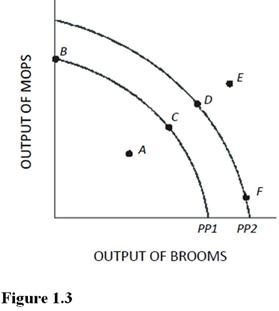 OUTPUT OF MOPS
B
E
D
C
A
F
PP1 PP2
OUTPUT OF BROOMS
Figure 1.3